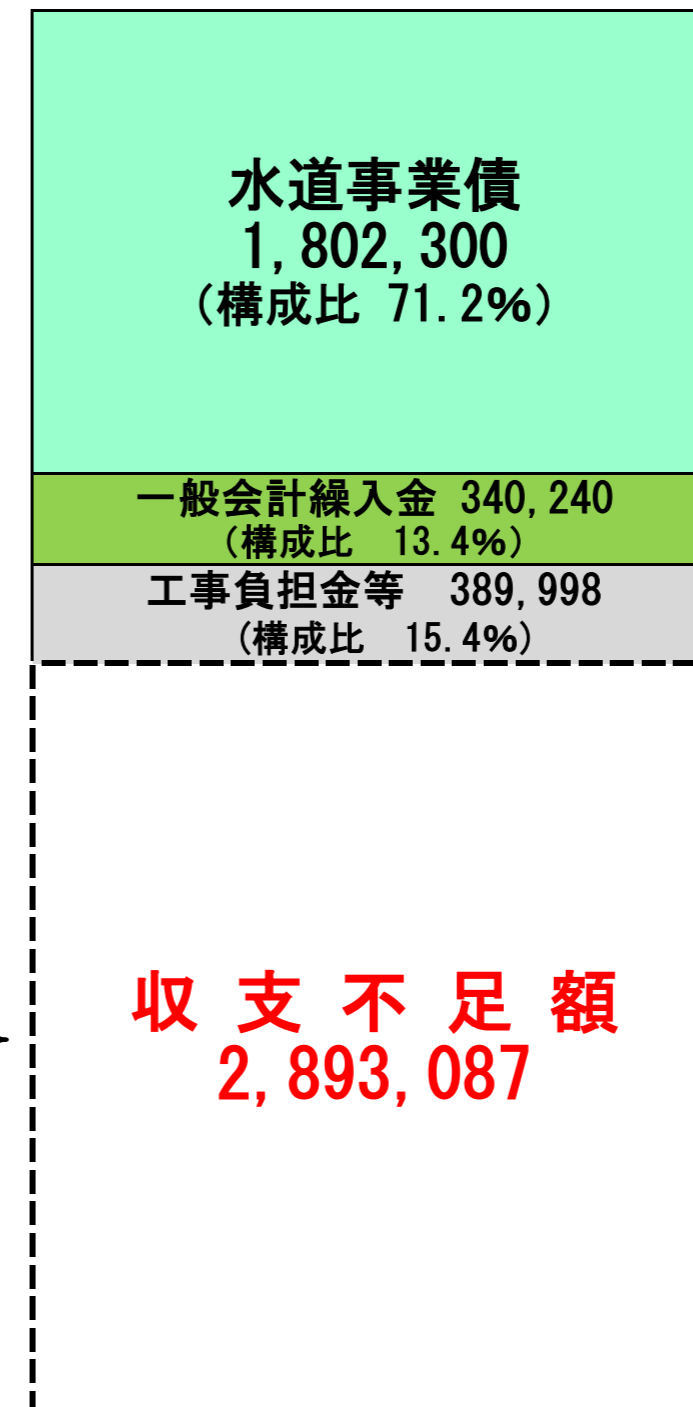 水道事業債
1,802,300
(構成比 71.2%)
一般会計繰入金 340,240
(構成比　13.4%)
工事負担金等　389,998
(構成比　15.4%)
収 支 不 足 額
2,893,087